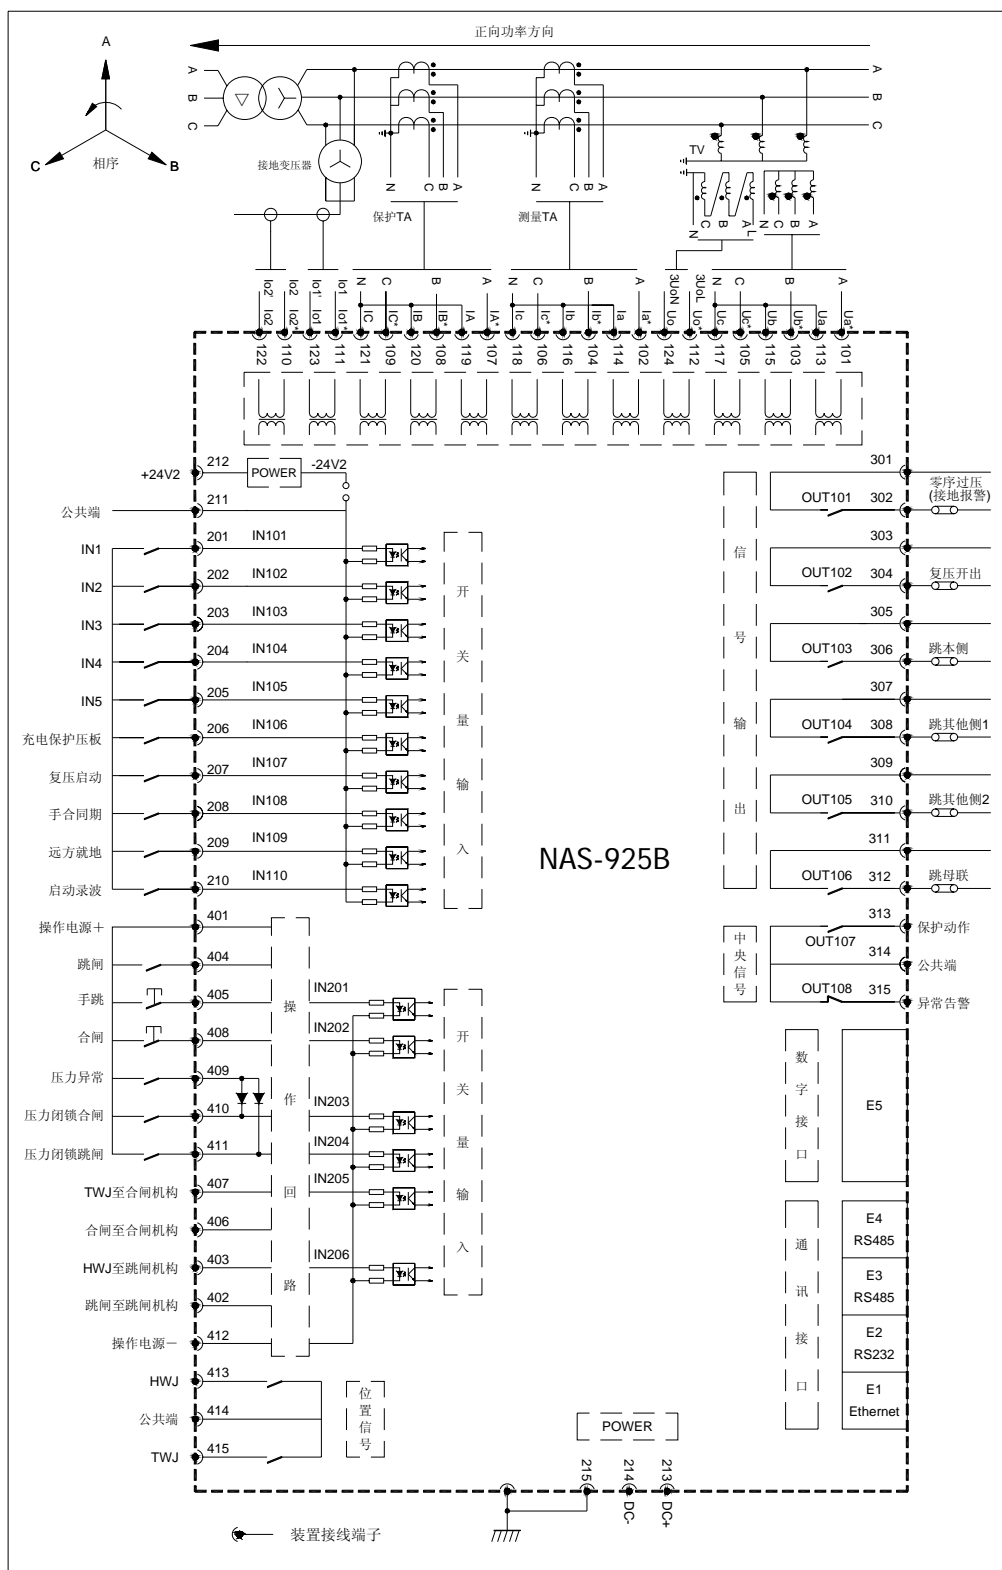 正向功率方向
A
C
B
相序
A
B
C
A
B
C
接地变压器
N
C
B
A
保护TA
N
C
B
A
测量TA
TV
N
C
B
A
L
N
C
B
A
N
C
B
A
N
C
B
A
3UoN
3UoL
N
C
B
A
Io2'
Io2
Io1'
Io1
Io2
Io2*
Io1
Io1*
IC
IC*
IB
IB*
IA
IA*
Ic
Ic*
Ib
Ib*
Ia
Ia*
Uo
Uo*
Uc
Uc*
Ub
Ub*
Ua
Ua*
122
110
123
111
121
109
120
108
119
107
118
106
116
104
114
102
124
112
117
105
115
103
113
101
+24V2
212
POWER
-24V2
公共端
211
IN1
201
IN101
IN2
202
IN102
IN3
203
IN103
IN4
204
IN104
IN5
205
IN105
充电保护压板
206
IN106
复压启动
207
IN107
手合同期
208
IN108
远方就地
209
IN109
启动录波
210
IN110
开关量输入
操作电源＋
401
跳闸
404
手跳
405
IN201
合闸
408
IN202
压力异常
409
压力闭锁合闸
410
IN203
压力闭锁跳闸
411
IN204
TWJ至合闸机构
407
IN205
合闸至合闸机构
406
HWJ至跳闸机构
403
IN206
跳闸至跳闸机构
402
操作电源－
412
操作回路
开关量输入
HWJ
413
公共端
414
TWJ
415
位置信号
NAS-925B
信号输出
301
OUT101
302
零序过压
(接地报警)
303
OUT102
304
复压开出
305
OUT103
306
跳本侧
307
OUT104
308
跳其他侧1
309
OUT105
310
跳其他侧2
311
OUT106
312
跳母联
中央信号
313
保护动作
OUT107
314
公共端
OUT108
315
异常告警
数字接口
E5
通讯接口
E4
RS485
E3
RS485
E2
RS232
E1
Ethernet
POWER
215
214
213
DC-
DC+
装置接线端子